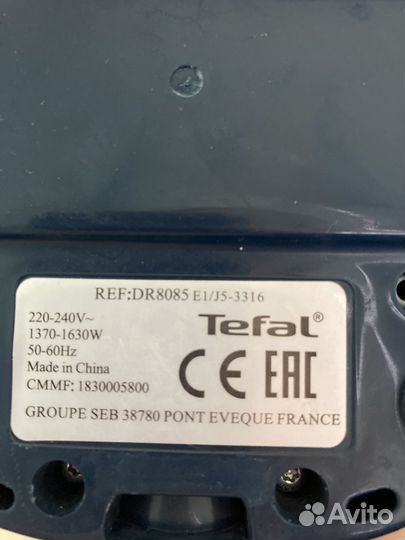 REF:DR8085 E1/J5-3316
220-240V~
1370-1630W
50-60Hz
Made in China
CMMF: 1830005800
Tefal®
CE EAC
GROUPE SEB 38780 PONT EVEQUE FRANCE
Avito